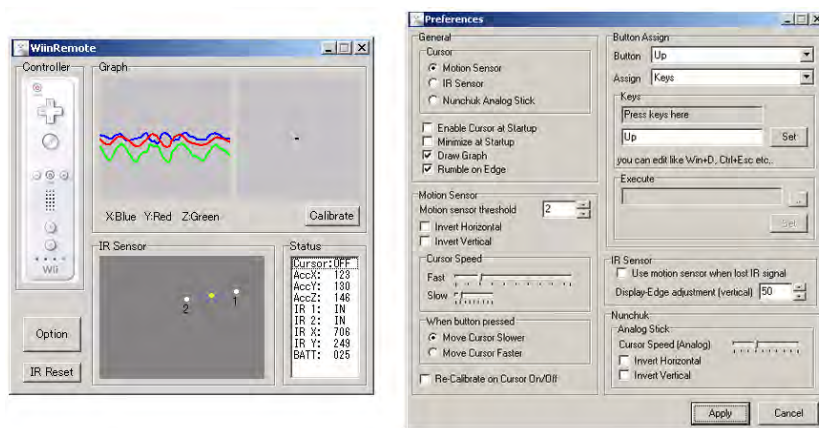 WiinRemote
Controller
Graph
X:Blue Y:Red Z:Green
Calibrate
Wii
IR Sensor
2
1
Status
Cursor:OFF
AccX: 123
AccY: 130
AccZ: 146
IR 1: IN
IR 2: IN
IR X: 706
IR Y: 249
BATT: 025
Option
IR Reset
Preferences
General
Cursor
Motion Sensor
IR Sensor
Nunchuk Analog Stick
Enable Cursor at Startup
Minimize at Startup
Draw Graph
Rumble on Edge
Motion Sensor
Motion sensor threshold 2
Invert Horizontal
Invert Vertical
Cursor Speed
Fast
Slow
When button pressed
Move Cursor Slower
Move Cursor Faster
Re-Calibrate on Cursor On/Off
Button Assign
Button Up
Assign Keys
Keys
Press keys here
Up Set
you can edit like Win+D, Ctrl+Esc etc..
Execute
...
Set
IR Sensor
Use motion sensor when lost IR signal
Display-Edge adjustment (vertical) 50
Nunchuk
Analog Stick
Cursor Speed (Analog)
Invert Horizontal
Invert Vertical
Apply Cancel